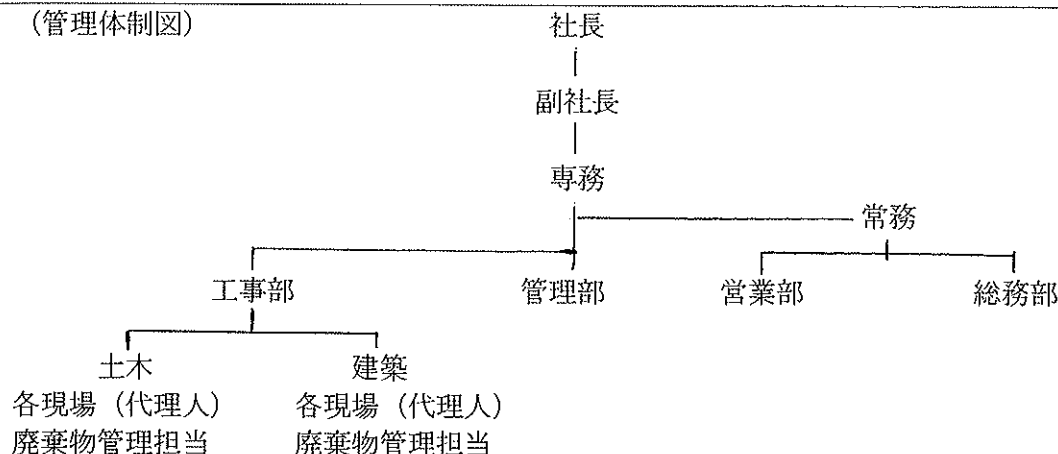 (管理体制図)
社長
副社長
専務
常務
工事部 管理部 営業部 総務部
土木 建築
各現場（代理人） 各現場（代理人）
廃棄物管理担当 廃棄物管理担当